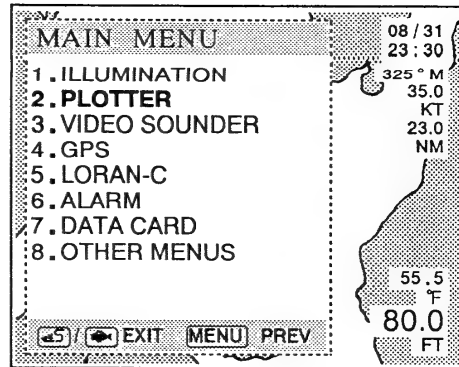 MAIN MENU
1.ILLUMINATION
2.PLOTTER
3.VIDEO SOUNDER
4.GPS
5.LORAN-C
6.ALARM
7.DATA CARD
8.OTHER MENUS
EXIT MENU PREV
08/31
23:30
325°M
35.0
KT
23.0
NM
55.5
°F
80.0
FT